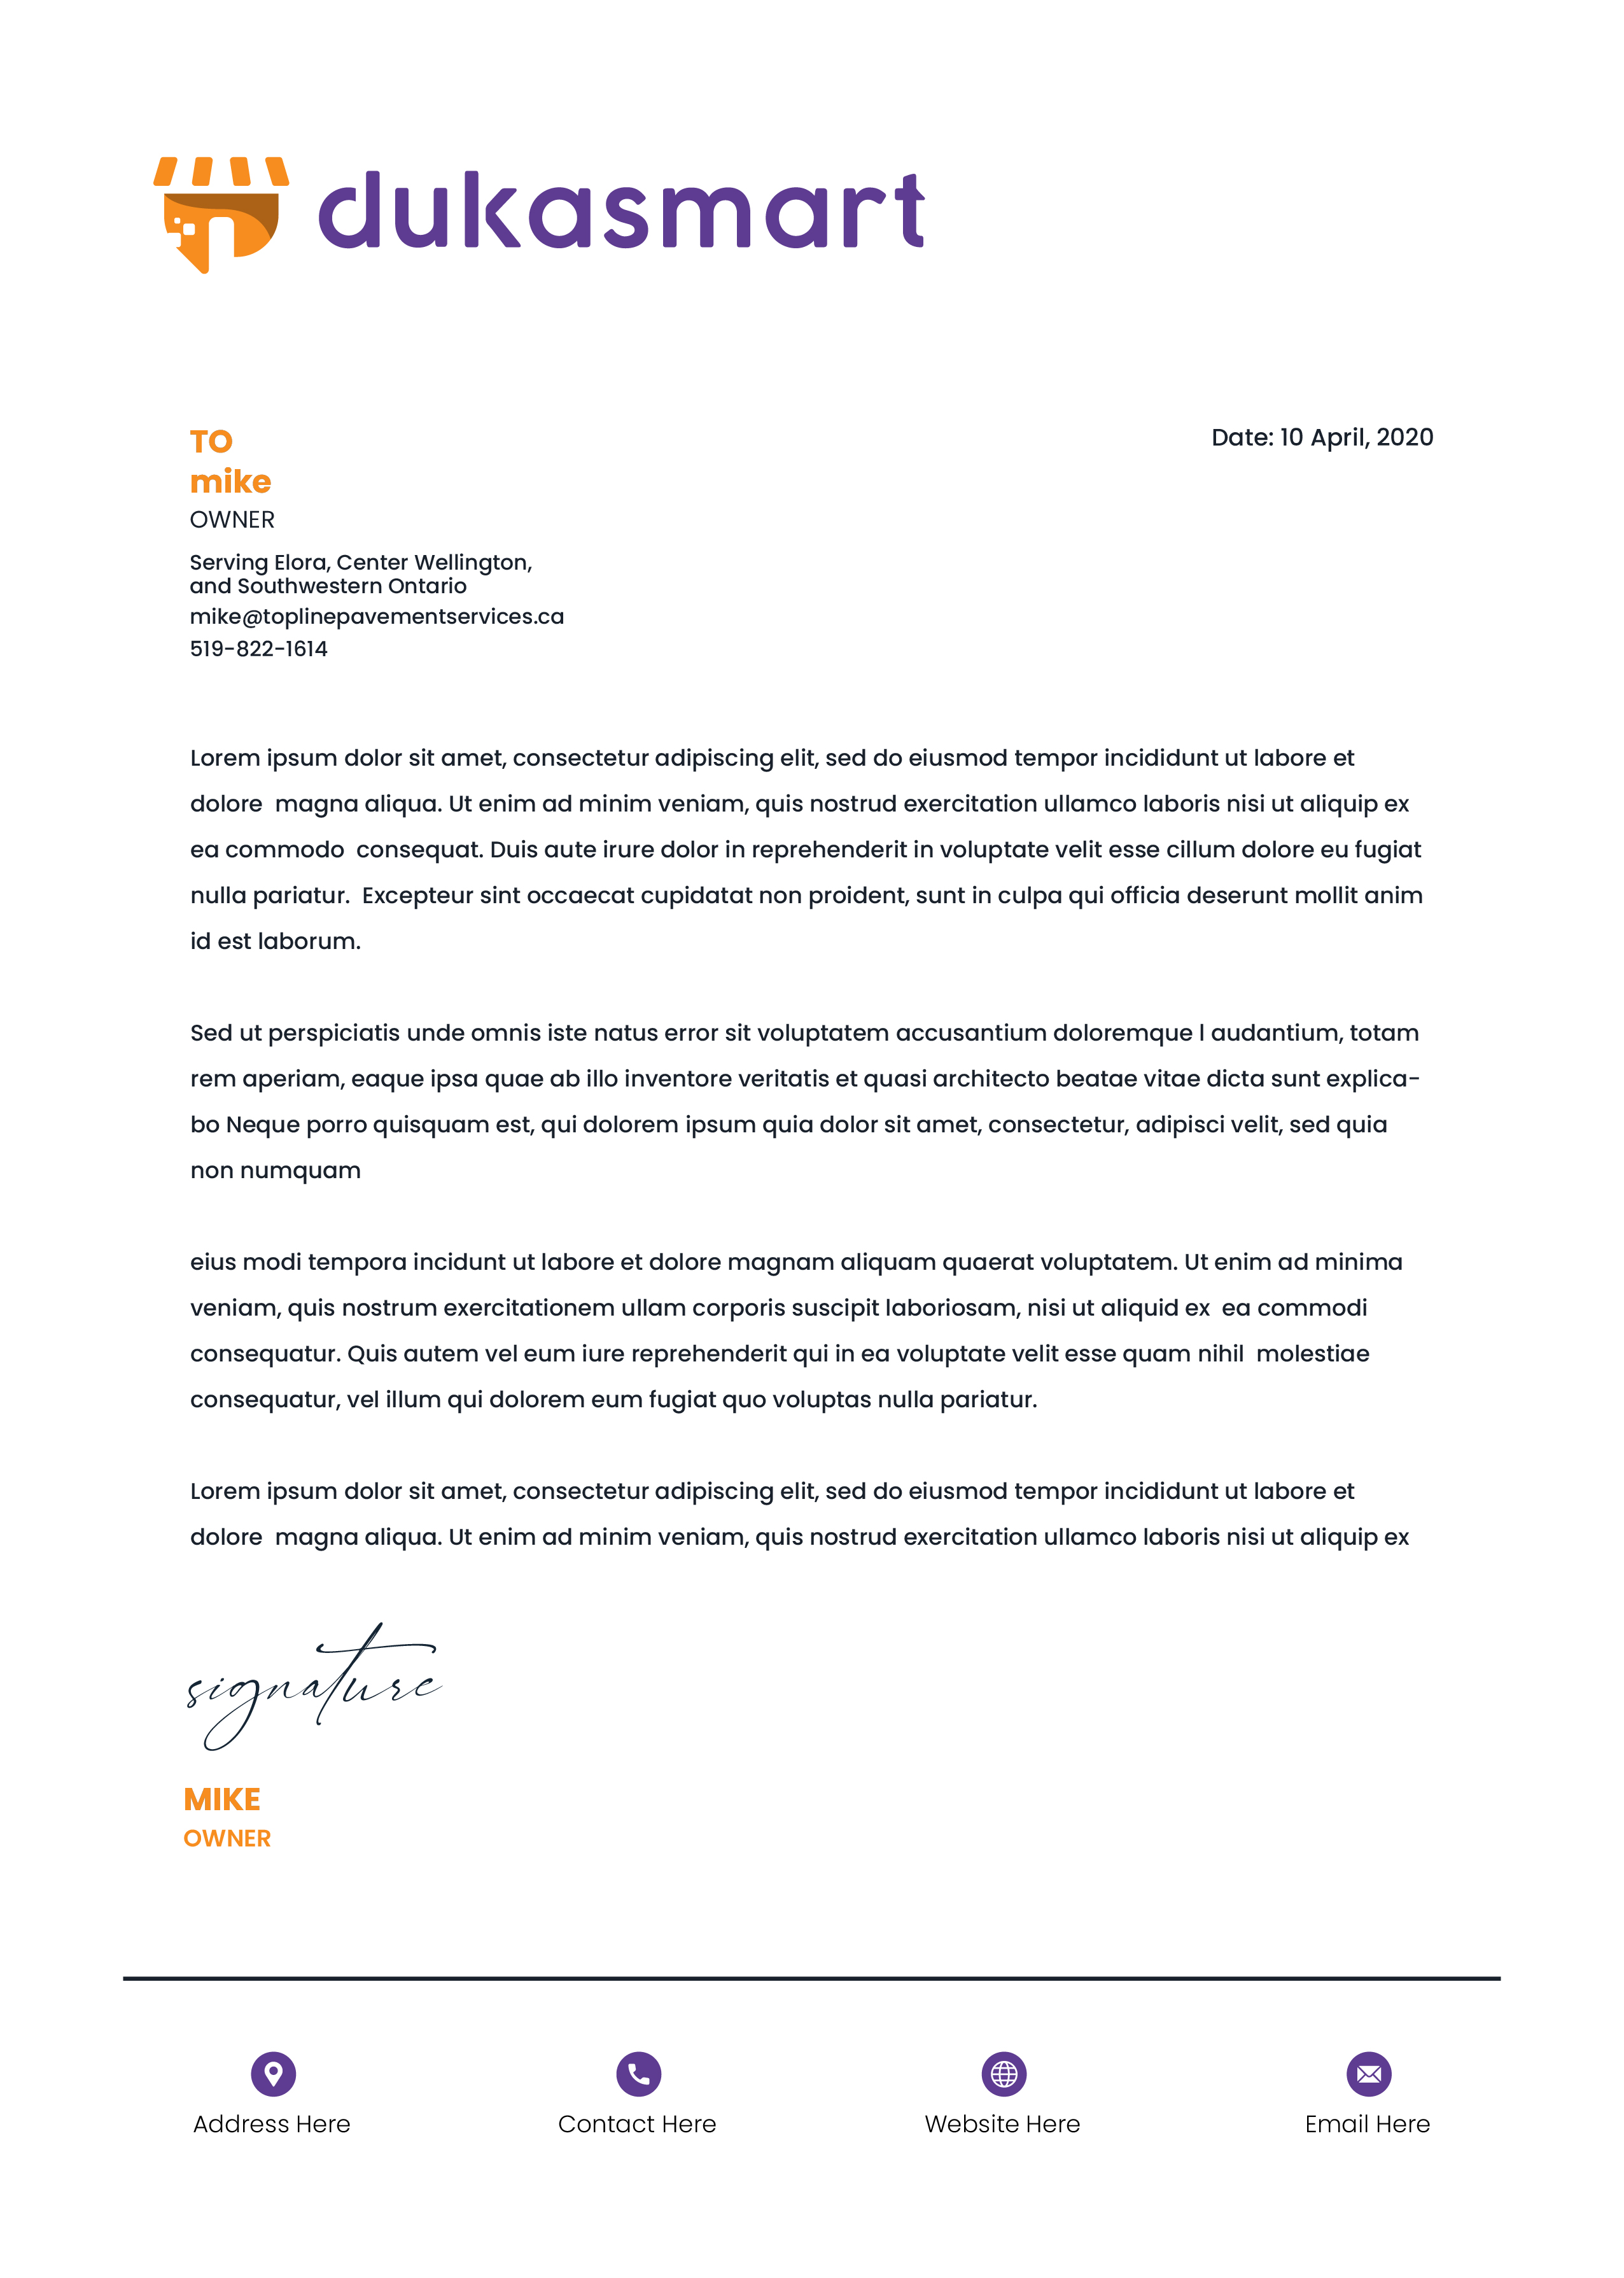 dukasmart
TO
mike
OWNER
Date: 10 April, 2020
Serving Elora, Center Wellington,
and Southwestern Ontario
mike@toplinepavementservices.ca
519-822-1614
Lorem ipsum dolor sit amet, consectetur adipiscing elit, sed do eiusmod tempor incididunt ut labore et
dolore  magna aliqua. Ut enim ad minim veniam, quis nostrud exercitation ullamco laboris nisi ut aliquip ex
ea commodo  consequat. Duis aute irure dolor in reprehenderit in voluptate velit esse cillum dolore eu fugiat
nulla pariatur.  Excepteur sint occaecat cupidatat non proident, sunt in culpa qui officia deserunt mollit anim
id est laborum.
Sed ut perspiciatis unde omnis iste natus error sit voluptatem accusantium doloremque l audantium, totam
rem aperiam, eaque ipsa quae ab illo inventore veritatis et quasi architecto beatae vitae dicta sunt explica-
bo Neque porro quisquam est, qui dolorem ipsum quia dolor sit amet, consectetur, adipisci velit, sed quia
non numquam
eius modi tempora incidunt ut labore et dolore magnam aliquam quaerat voluptatem. Ut enim ad minima
veniam, quis nostrum exercitationem ullam corporis suscipit laboriosam, nisi ut aliquid ex  ea commodi
consequatur. Quis autem vel eum iure reprehenderit qui in ea voluptate velit esse quam nihil  molestiae
consequatur, vel illum qui dolorem eum fugiat quo voluptas nulla pariatur.
Lorem ipsum dolor sit amet, consectetur adipiscing elit, sed do eiusmod tempor incididunt ut labore et
dolore  magna aliqua. Ut enim ad minim veniam, quis nostrud exercitation ullamco laboris nisi ut aliquip ex
signature
MIKE
OWNER
Address Here
Contact Here
Website Here
Email Here